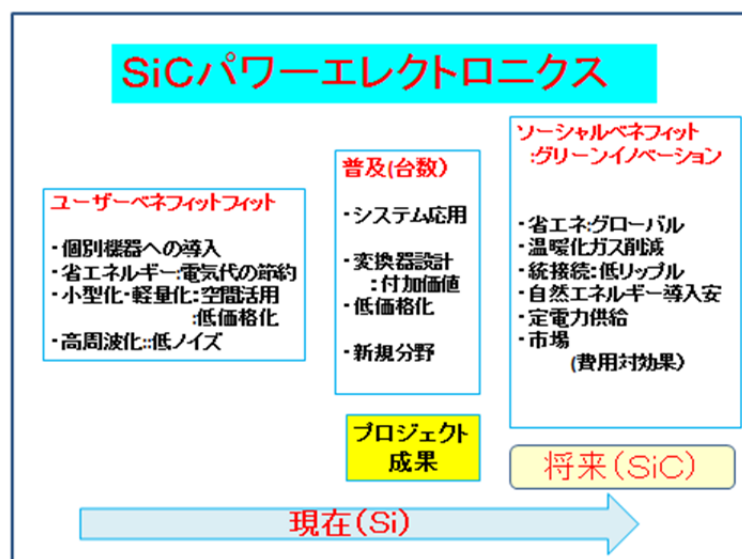 SiCパワーエレクトロニクス
ユーザーベネフィットフィット
・個別機器への導入
・省エネルギー:電気代の節約
・小型化・軽量化:空間活用
:低価格化
・高周波化::低ノイズ
普及(台数)
・システム応用
・変換器設計
:付加価値
・低価格化
・新規分野
プロジェクト
成果
ソーシャルベネフィット
:グリーンイノベーション
・省エネ:グローバル
・温暖化ガス削減
・統接続:低リップル
・自然エネルギー導入安
・定電力供給
・市場
(費用対効果)
将来(SiC)
現在(Si)